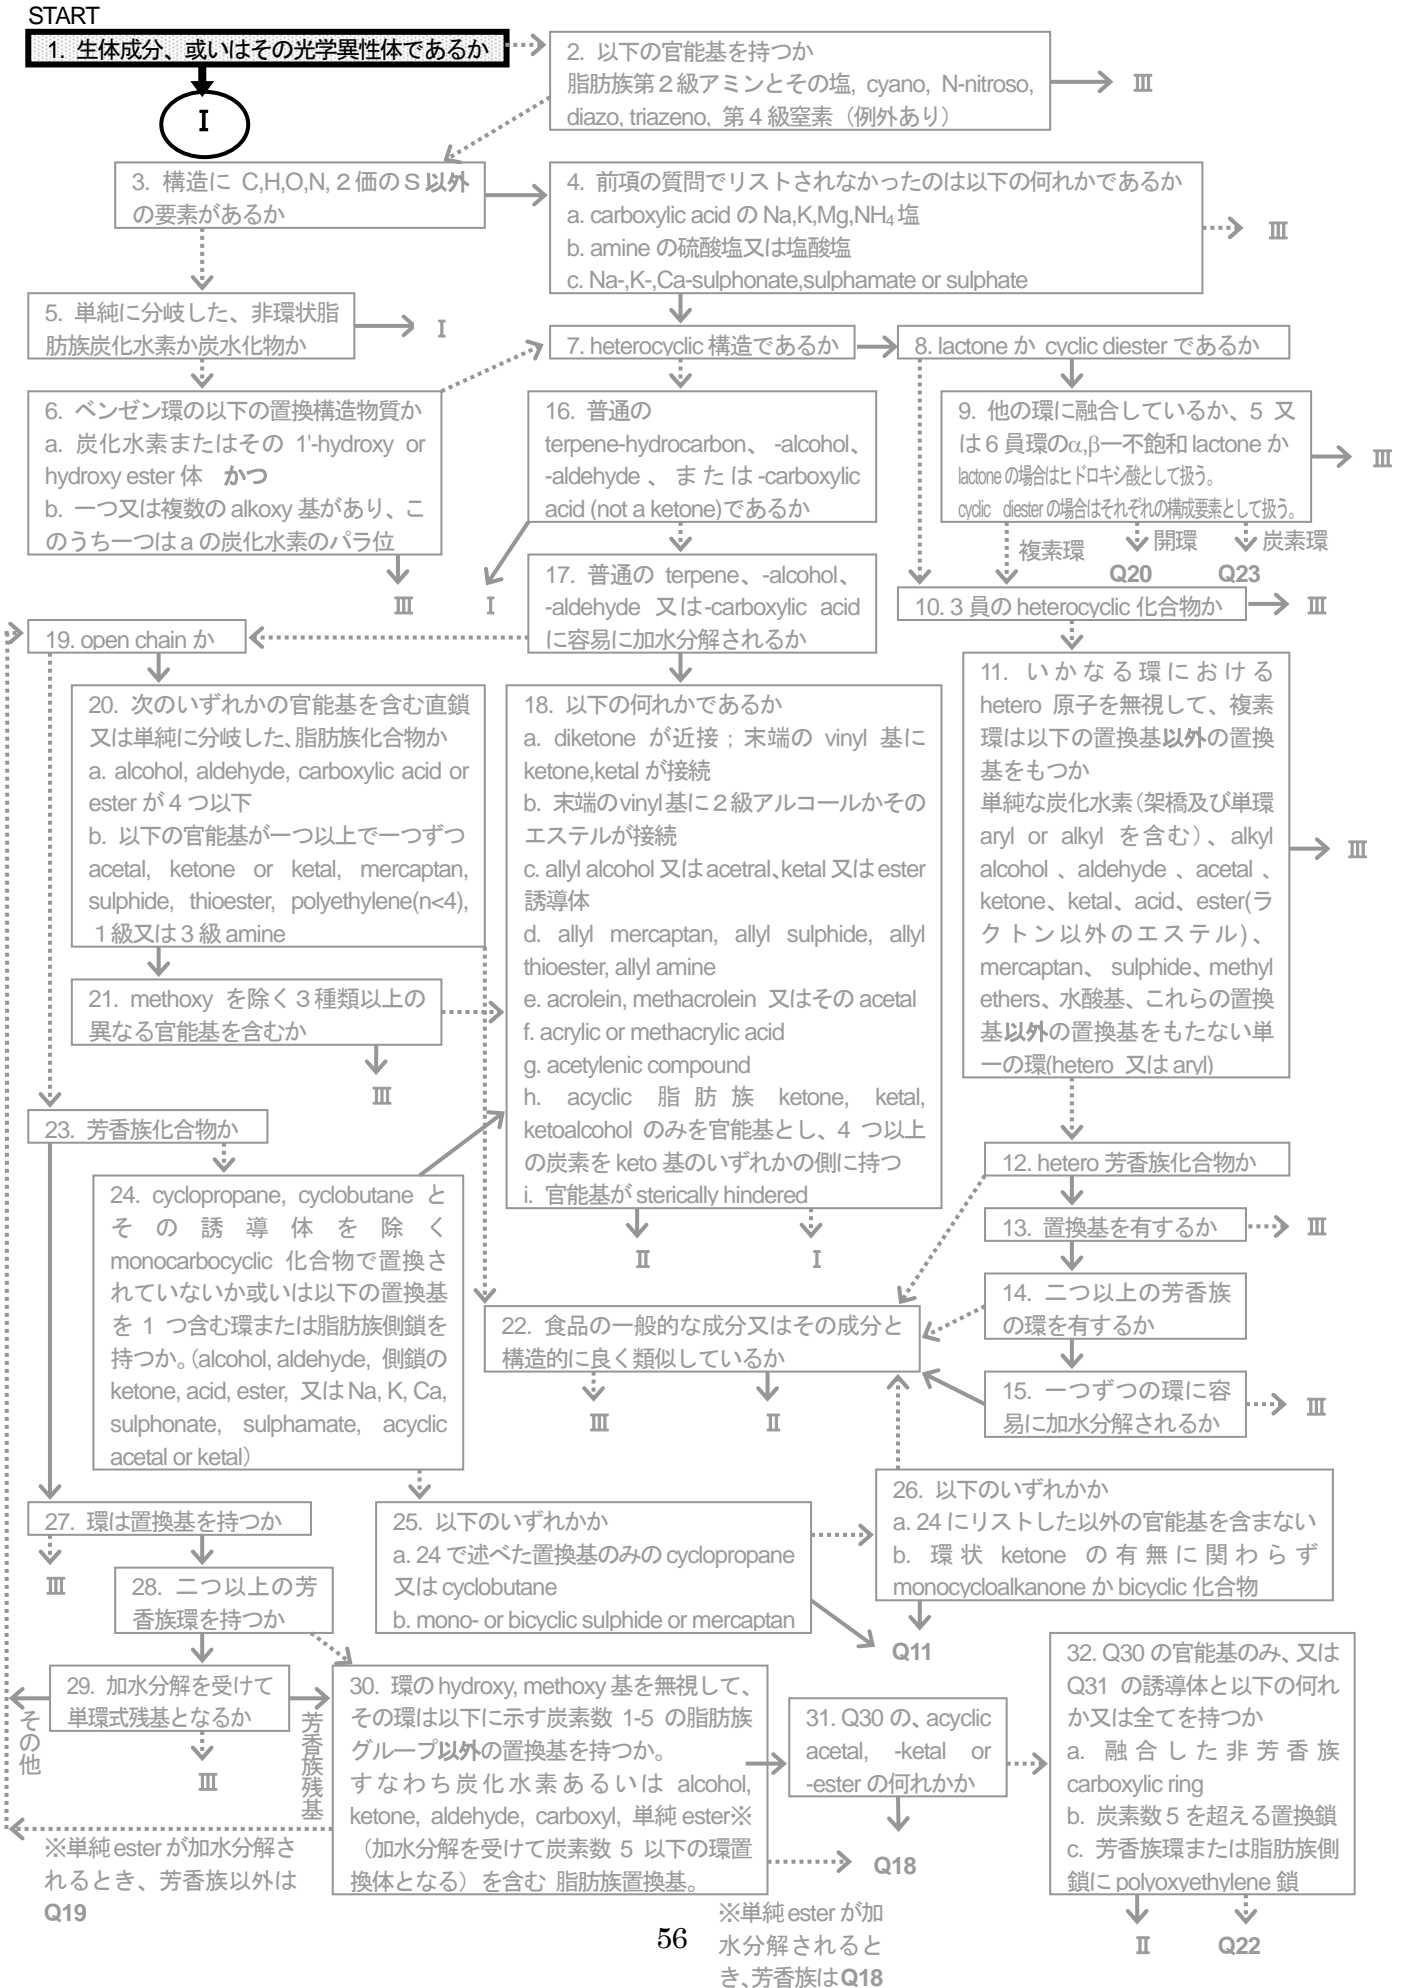 START
1. 生体成分、或いはその光学異性体であるか
I
2. 以下の官能基を持つか
脂肪族第２級アミンとその塩, cyano, N-nitroso,
diazo, triazeno, 第４級窒素（例外あり）
III
3. 構造に C,H,O,N,２価のＳ以外
の要素があるか
4. 前項の質問でリストされなかったのは以下の何れかであるか
a. carboxylic acid の Na,K,Mg,NH4 塩
b. amine の硫酸塩又は塩酸塩
c. Na-,K-,Ca-sulphonate,sulphamate or sulphate
III
5. 単純に分岐した、非環状脂
肪族炭化水素か炭水化物か
I
7. heterocyclic 構造であるか
8. lactone か cyclic diester であるか
6. ベンゼン環の以下の置換構造物質か
a. 炭化水素またはその 1'-hydroxy or
hydroxy ester 体　かつ
b. 一つ又は複数の alkoxy 基があり、こ
のうち一つは a の炭化水素のパラ位
III
16. 普通の
terpene-hydrocarbon、 -alcohol、
-aldehyde 、または-carboxylic
acid (not a ketone)であるか
I
9. 他の環に融合しているか、５又
は６員環のα,β一不飽和 lactone か
lactone の場合はヒドロキシ酸として扱う。
cyclic diester の場合はそれぞれの構成要素として扱う。
III
複素環
開環
炭素環
Q20
Q23
17. 普通の terpene、-alcohol、
-aldehyde 又は-carboxylic acid
に容易に加水分解されるか
10. 3 員の heterocyclic 化合物か
III
19. open chain か
20. 次のいずれかの官能基を含む直鎖
又は単純に分岐した、脂肪族化合物か
a. alcohol, aldehyde, carboxylic acid or
ester が４つ以下
b. 以下の官能基が一つ以上で一つずつ
acetal, ketone or ketal, mercaptan,
sulphide, thioester, polyethylene(n<4),
１級又は３級 amine
18. 以下の何れかであるか
a. diketone が近接；末端の vinyl 基に
ketone,ketal が接続
b. 末端のvinyl基に２級アルコールかその
エステルが接続
c. allyl alcohol 又は acetral、ketal 又は ester
誘導体
d. allyl mercaptan, allyl sulphide, allyl
thioester, allyl amine
e. acrolein, methacrolein 又はその acetal
f. acrylic or methacrylic acid
g. acetylenic compound
h. acyclic 脂肪族 ketone, ketal,
ketoalcohol のみを官能基とし、4 つ以上
の炭素を keto 基のいずれかの側に持つ
i. 官能基が sterically hindered
II
I
11. いかなる環における
hetero 原子を無視して、複素
環は以下の置換基以外の置換
基をもつか
単純な炭化水素（架橋及び単環
aryl or alkyl を含む）、alkyl
alcohol 、aldehyde 、acetal 、
ketone、ketal、acid、ester(ラ
クトン以外のエステル)、
mercaptan、 sulphide、methyl
ethers、水酸基、これらの置換
基以外の置換基をもたない単
一の環(hetero 又は aryl)
III
21. methoxy を除く３種類以上の
異なる官能基を含むか
III
23. 芳香族化合物か
24. cyclopropane, cyclobutane と
その誘導体を除く
monocarbocyclic 化合物で置換さ
れていないか或いは以下の置換基
を 1 つ含む環または脂肪族側鎖を
持つか。(alcohol, aldehyde, 側鎖の
ketone, acid, ester, 又は Na, K, Ca,
sulphonate, sulphamate, acyclic
acetal or ketal）
12. hetero 芳香族化合物か
13. 置換基を有するか
III
14. 二つ以上の芳香族
の環を有するか
22. 食品の一般的な成分又はその成分と
構造的に良く類似しているか
III
II
15. 一つずつの環に容
易に加水分解されるか
III
27. 環は置換基を持つか
III
25. 以下のいずれかか
a. 24 で述べた置換基のみの cyclopropane
又は cyclobutane
b. mono- or bicyclic sulphide or mercaptan
26. 以下のいずれかか
a. 24 にリストした以外の官能基を含まない
b. 環状 ketone の有無に関わらず
monocycloalkanone か bicyclic 化合物
Q11
28. 二つ以上の芳
香族環を持つか
29. 加水分解を受けて
単環式残基となるか
その他
III
芳香族残基
30. 環の hydroxy, methoxy 基を無視して、
その環は以下に示す炭素数 1-5 の脂肪族
グループ以外の置換基を持つか。
すなわち炭化水素あるいは alcohol,
ketone, aldehyde, carboxyl, 単純 ester※
（加水分解を受けて炭素数 5 以下の環置
換体となる）を含む 脂肪族置換基。
31. Q30 の、acyclic
acetal, -ketal or
-ester の何れかか
Q18
32. Q30 の官能基のみ、又は
Q31 の誘導体と以下の何れ
か又は全てを持つか
a. 融合した非芳香族
carboxylic ring
b. 炭素数 5 を超える置換鎖
c. 芳香族環または脂肪族側
鎖に polyoxyethylene 鎖
II
Q22
※単純 ester が加水分解さ
れるとき、芳香族以外は
Q19
※単純 ester が加
水分解されると
き、芳香族はQ18
56